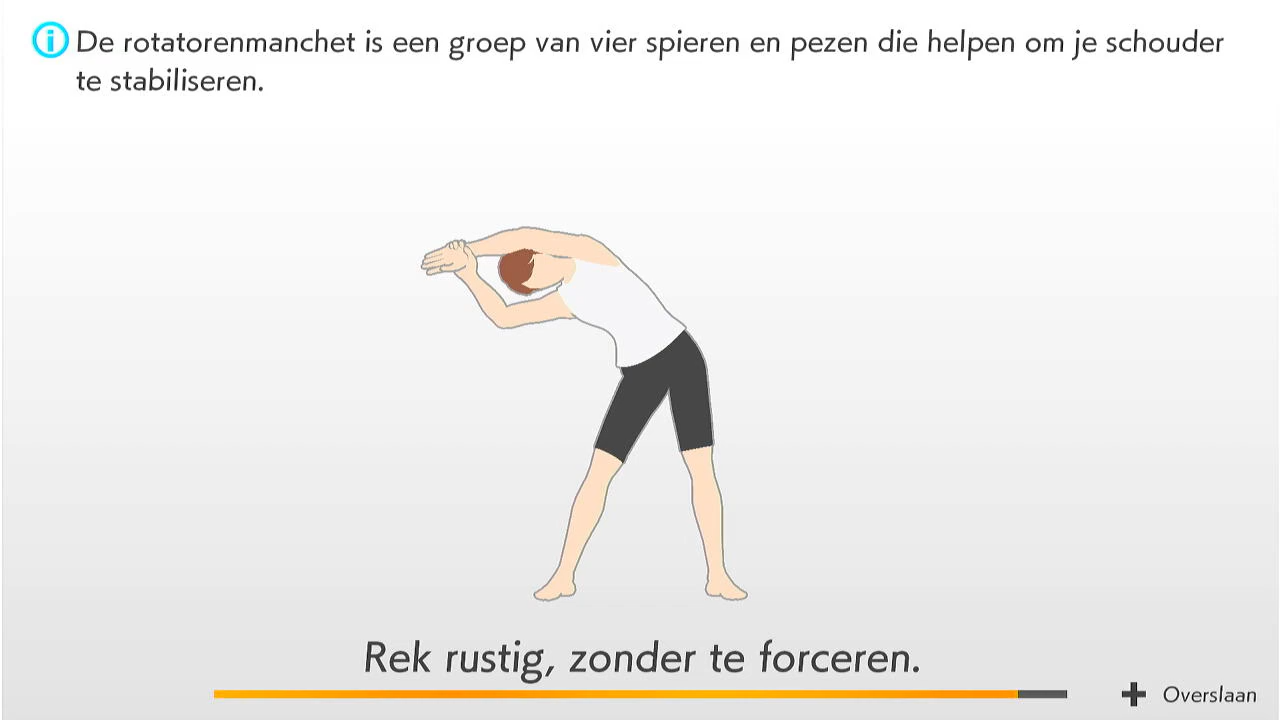 De rotatorenmanchet is een groep van vier spieren en pezen die helpen om je schouder
te stabiliseren.
Rek rustig, zonder te forceren.
Overslaan